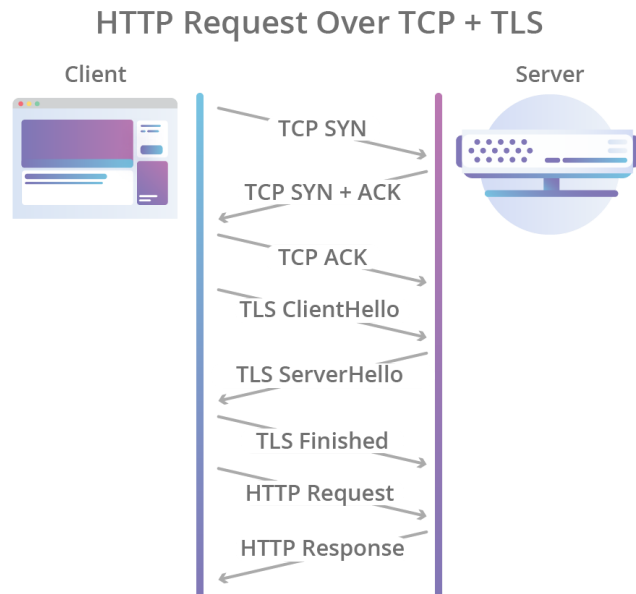 HTTP Request Over TCP + TLS
Client
Server
TCP SYN
TCP SYN + ACK
TCP ACK
TLS ClientHello
TLS ServerHello
TLS Finished
HTTP Request
HTTP Response